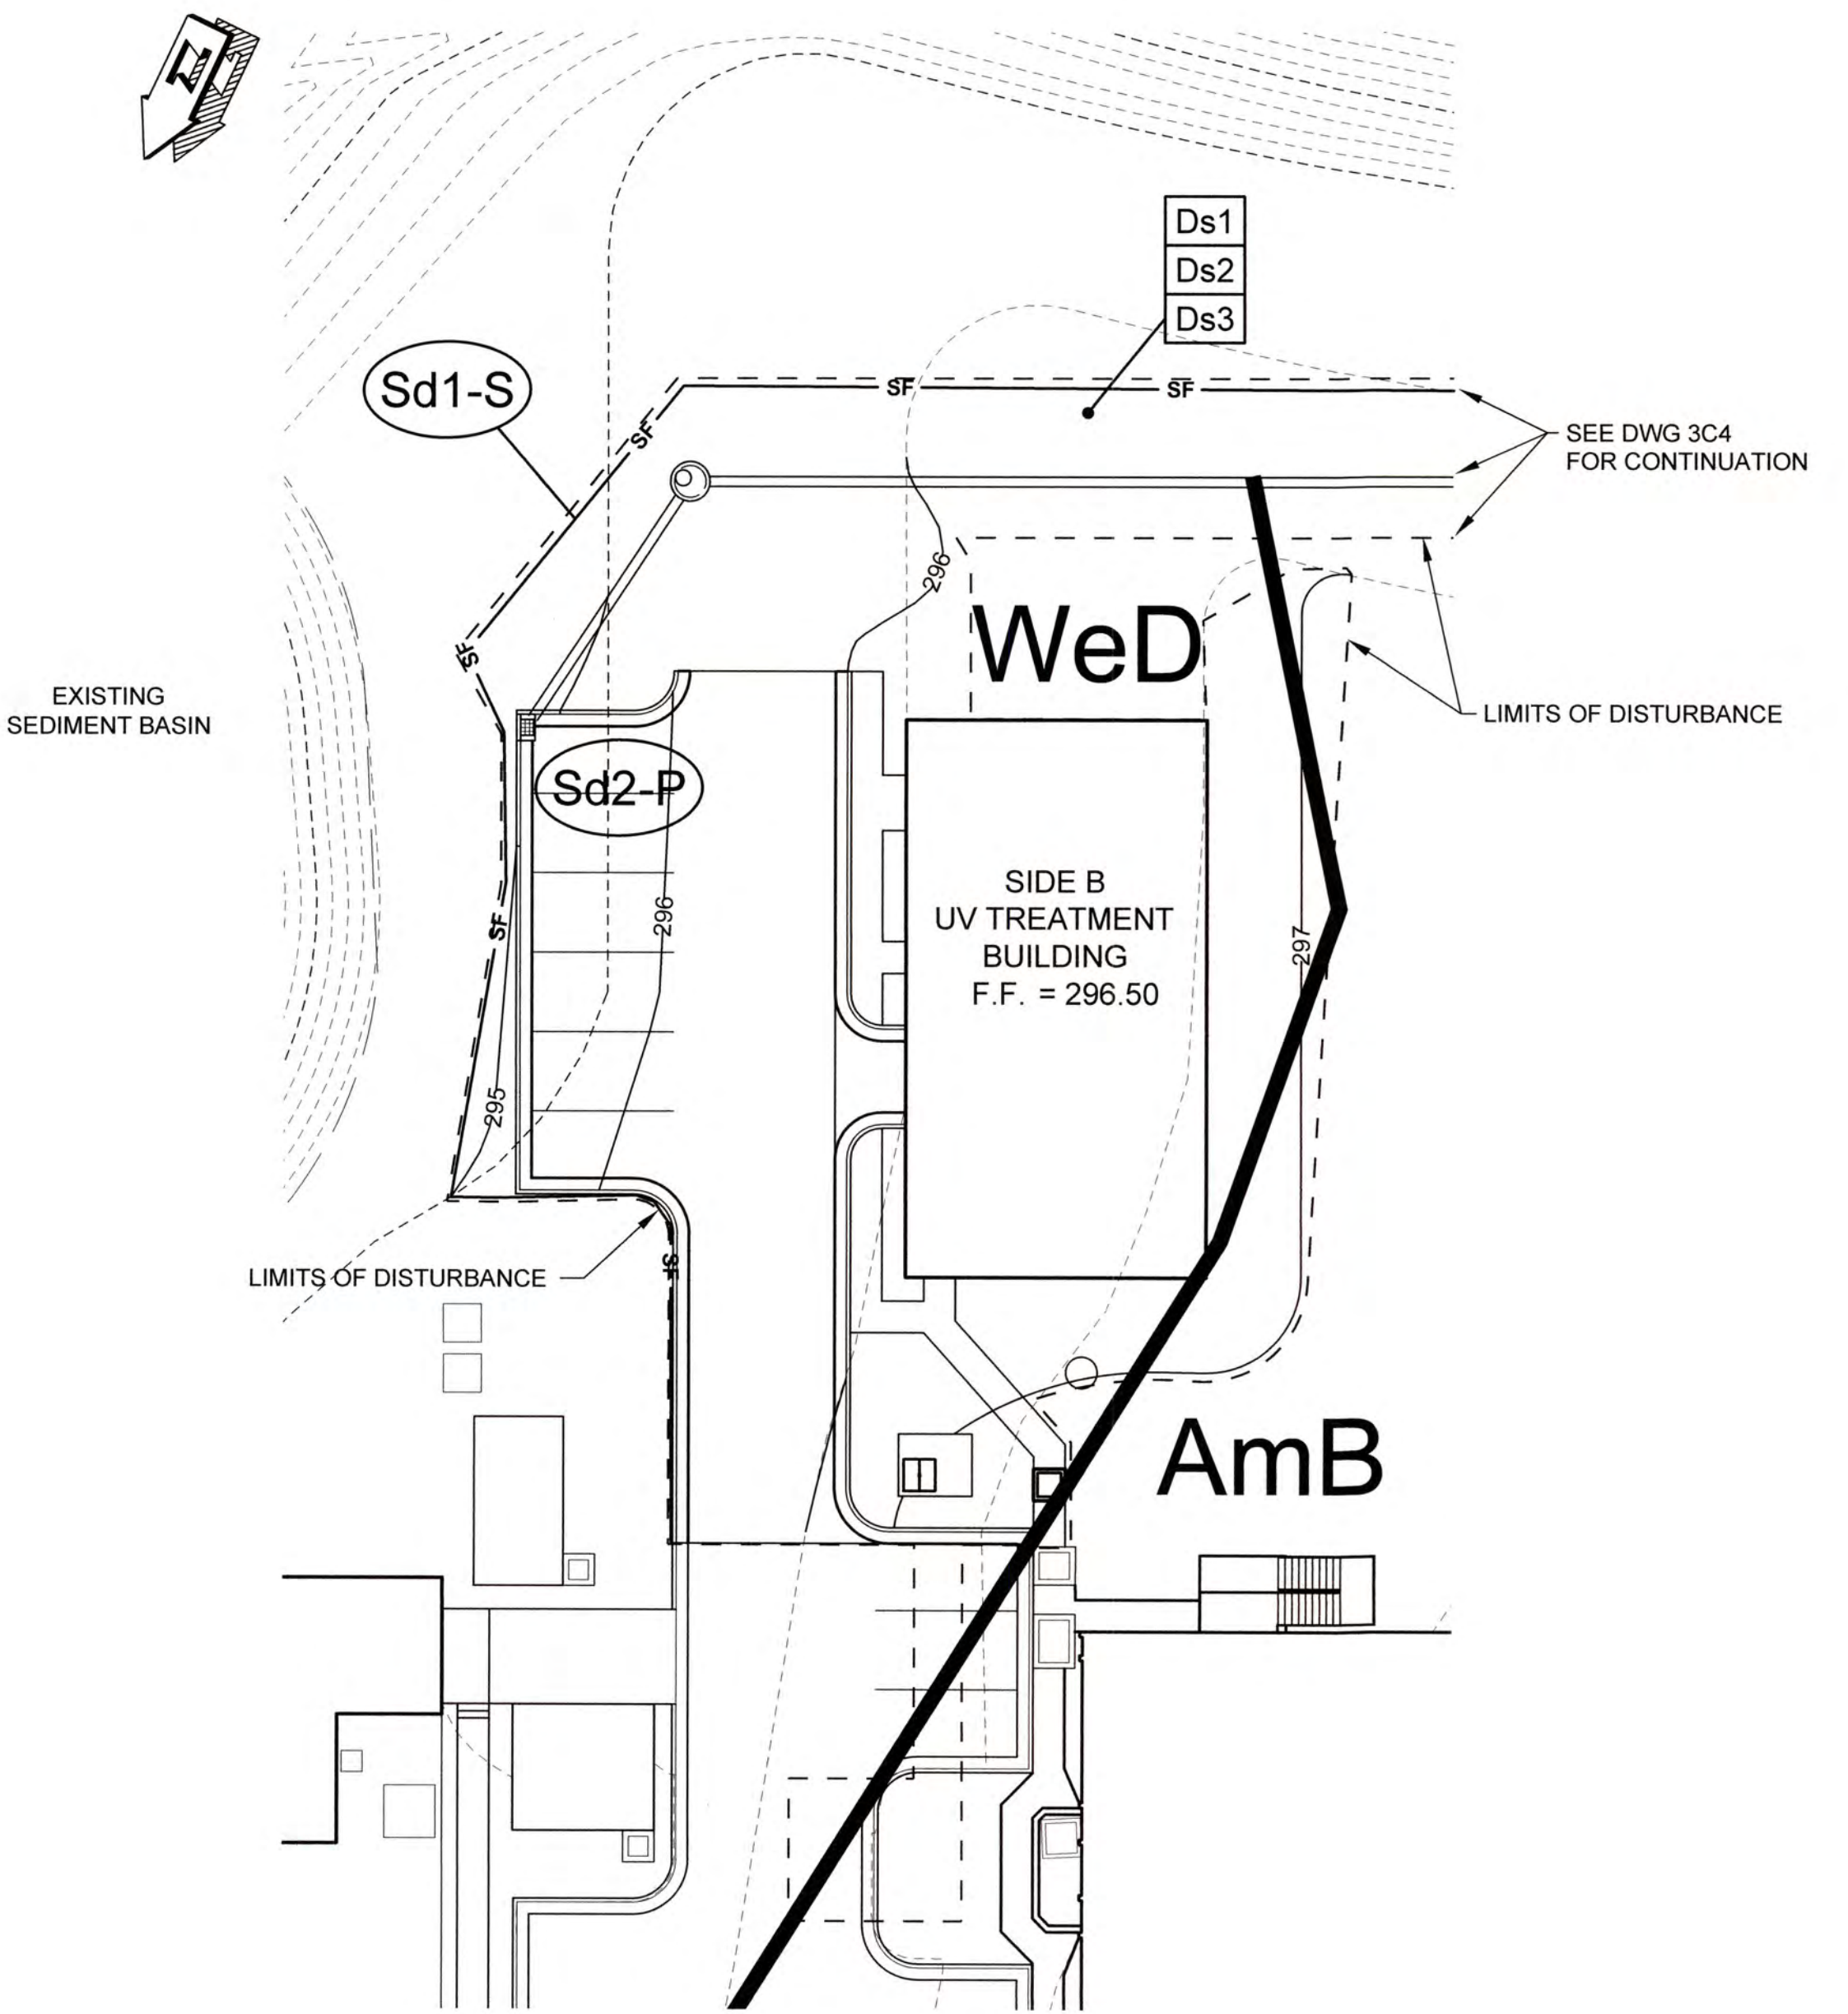 N
Ds1
Ds2
Ds3
Sd1-S
SF
SF
SF
SEE DWG 3C4
FOR CONTINUATION
296
WeD
SF
EXISTING
SEDIMENT BASIN
LIMITS OF DISTURBANCE
Sd2-P
SIDE B
UV TREATMENT
BUILDING
F.F. = 296.50
296
SF
297
295
LIMITS OF DISTURBANCE
SF
AmB